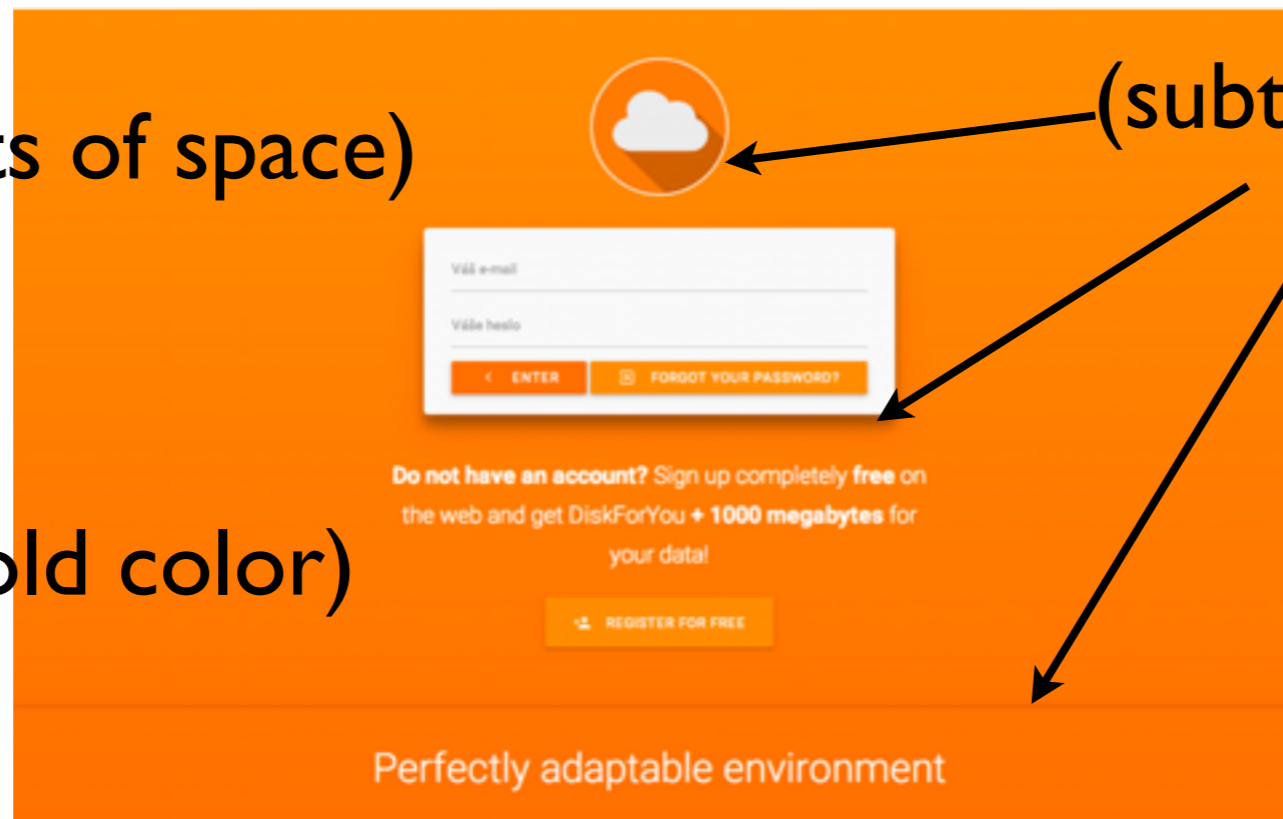 (subt
ts of space)
Váš e-mail
Váše heslo
< ENTER FORGOT YOUR PASSWORD?
Do not have an account? Sign up completely free on
the web and get DiskForYou + 1000 megabytes for
your data!
old color)
REGISTER FOR FREE
Perfectly adaptable environment